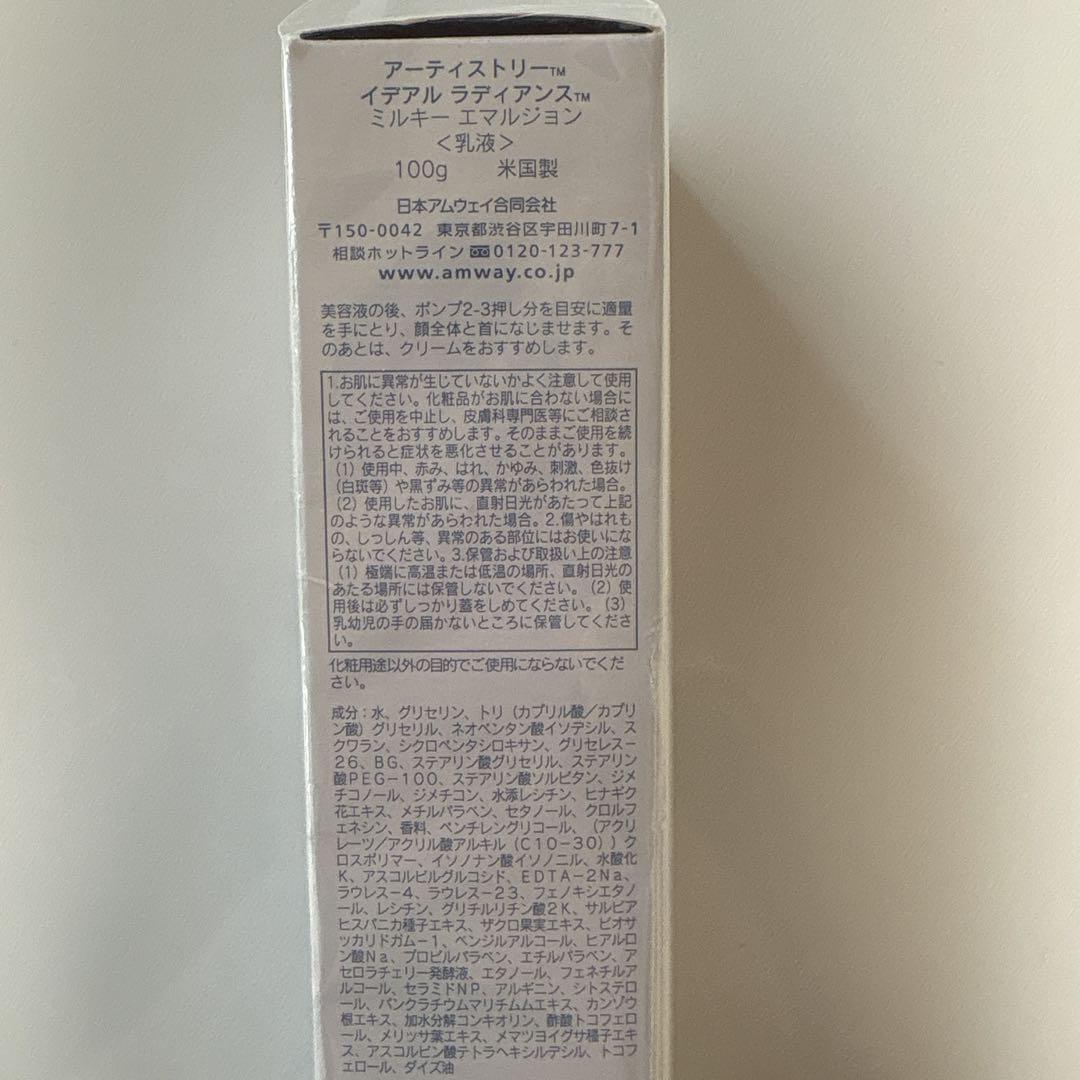 アーティストリー™
イデアル ラディアンス™
ミルキー エマルジョン
＜乳液＞
100g 米国製
日本アムウェイ合同会社
〒150-0042 東京都渋谷区宇田川町7-1
相談ホットライン 0120-123-777
www.amway.co.jp
美容液の後、ポンプ2-3押し分を目安に適量
を手にとり、顔全体と首になじませます。そ
のあとは、クリームをおすすめします。
1.お肌に異常が生じていないかよく注意して使用
してください。化粧品がお肌に合わない場合に
は、ご使用を中止し、皮膚科専門医等にご相談さ
れることをおすすめします。そのままご使用を続
けられると症状を悪化させることがあります。
（1）使用中、赤み、はれ、かゆみ、刺激、色抜け
（白斑等）や黒ずみ等の異常があらわれた場合。
（2）使用したお肌に、直射日光があたって上記
のような異常があらわれた場合。2.傷やはれも
の、しっしん等、異常のある部位にはお使いにな
らないでください。3.保管および取扱い上の注意
（1）極端に高温または低温の場所、直射日光の
あたる場所には保管しないでください。（2）使
用後は必ずしっかり蓋をしめてください。（3）
乳幼児の手の届かないところに保管してくださ
い。
化粧用途以外の目的でご使用にならないでくだ
さい。
成分：水、グリセリン、トリ（カプリル酸／カプリ
ン酸）グリセリル、ネオペンタン酸イソデシル、ス
クワラン、シクロペンタシロキサン、グリセレス－
２６、ＢＧ、ステアリン酸グリセリル、ステアリン
酸ＰＥＧ－１００、ステアリン酸ソルビタン、ジメ
チコノール、ジメチコン、水添レシチン、ヒナギク
花エキス、メチルパラベン、セタノール、クロルフ
ェネシン、香料、ペンチレングリコール、（アクリ
レーツ／アクリル酸アルキル（Ｃ１０－３０））ク
ロスポリマー、イソノナン酸イソノニル、水酸化
Ｋ、アスコルビルグルコシド、ＥＤＴＡ－２Ｎａ、
ラウレス－４、ラウレス－２３、フェノキシエタノ
ール、レシチン、グリチルリチン酸２Ｋ、サルビア
ヒスパニカ種子エキス、ザクロ果実エキス、ビオサ
ッカリドガム－１、ベンジルアルコール、ヒアルロ
ン酸Ｎａ、プロピルパラベン、エチルパラベン、ア
セロラチェリー発酵液、エタノール、フェネチルア
ルコール、セラミドＮＰ、アルギニン、シトステロ
ール、パンクラチウムマリチムムエキス、カンゾウ
根エキス、加水分解コンキオリン、酢酸トコフェロ
ール、メリッサ葉エキス、メマツヨイグサ種子エキ
ス、アスコルビン酸テトラヘキシルデシル、トコフ
ェロール、ダイズ油